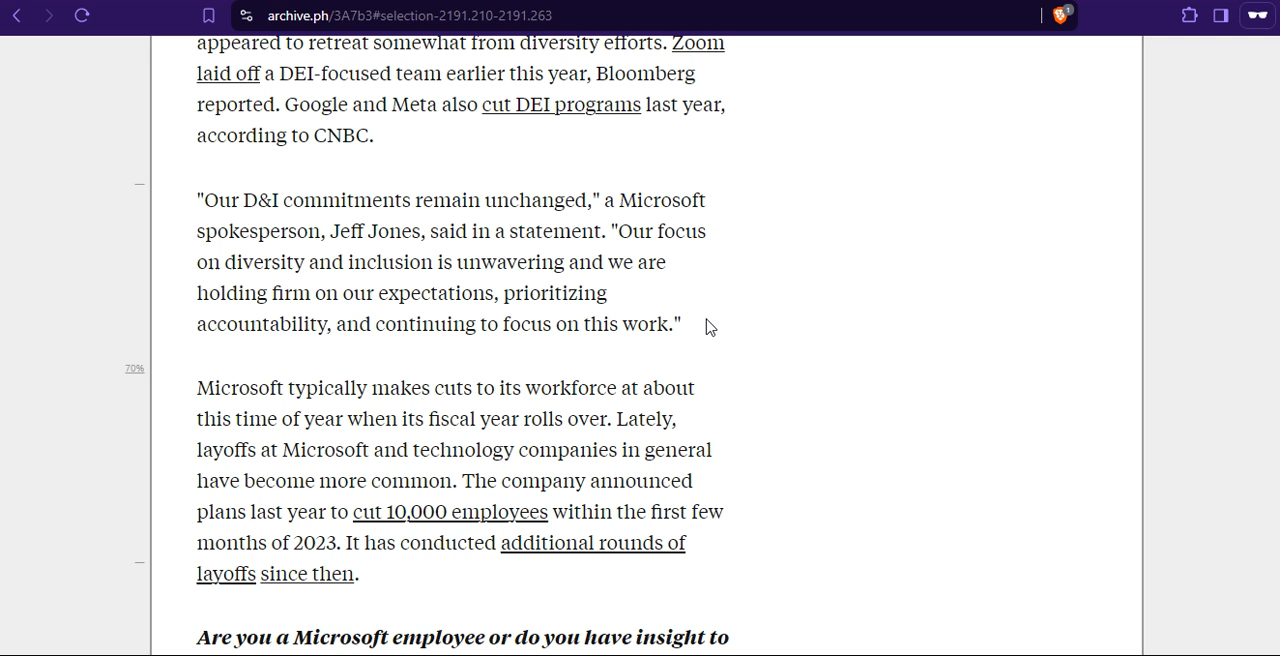 archive.ph/3A7b3#selection-2191.210-2191.263
1
appeared to retreat somewhat from diversity efforts. Zoom
laid off a DEI-focused team earlier this year, Bloomberg
reported. Google and Meta also cut DEI programs last year,
according to CNBC.
"Our D&I commitments remain unchanged," a Microsoft
spokesperson, Jeff Jones, said in a statement. "Our focus
on diversity and inclusion is unwavering and we are
holding firm on our expectations, prioritizing
accountability, and continuing to focus on this work."
70%
Microsoft typically makes cuts to its workforce at about
this time of year when its fiscal year rolls over. Lately,
layoffs at Microsoft and technology companies in general
have become more common. The company announced
plans last year to cut 10,000 employees within the first few
months of 2023. It has conducted additional rounds of
layoffs since then.
Are you a Microsoft employee or do you have insight to